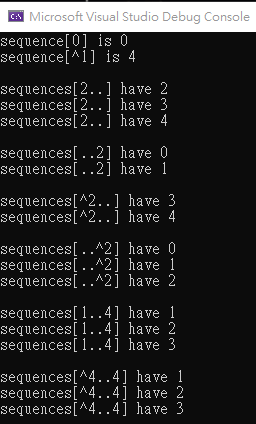 C:\ Microsoft Visual Studio Debug Console
sequence[0] is 0
sequence[^1] is 4
sequences[2..] have 2
sequences[2..] have 3
sequences[2..] have 4
sequences[..2] have 0
sequences[..2] have 1
sequences[^2..] have 3
sequences[^2..] have 4
sequences[..^2] have 0
sequences[..^2] have 1
sequences[..^2] have 2
sequences[1..4] have 1
sequences[1..4] have 2
sequences[1..4] have 3
sequences[^4..4] have 1
sequences[^4..4] have 2
sequences[^4..4] have 3